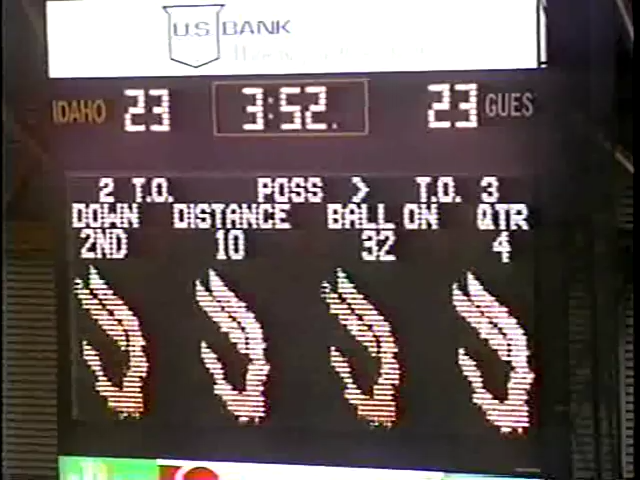 U.S BANK
IDAHO 23 3:52. 23 GUES
2 T.O. POSS > T.O. 3
DOWN DISTANCE BALL ON QTR
2ND 10 32 4